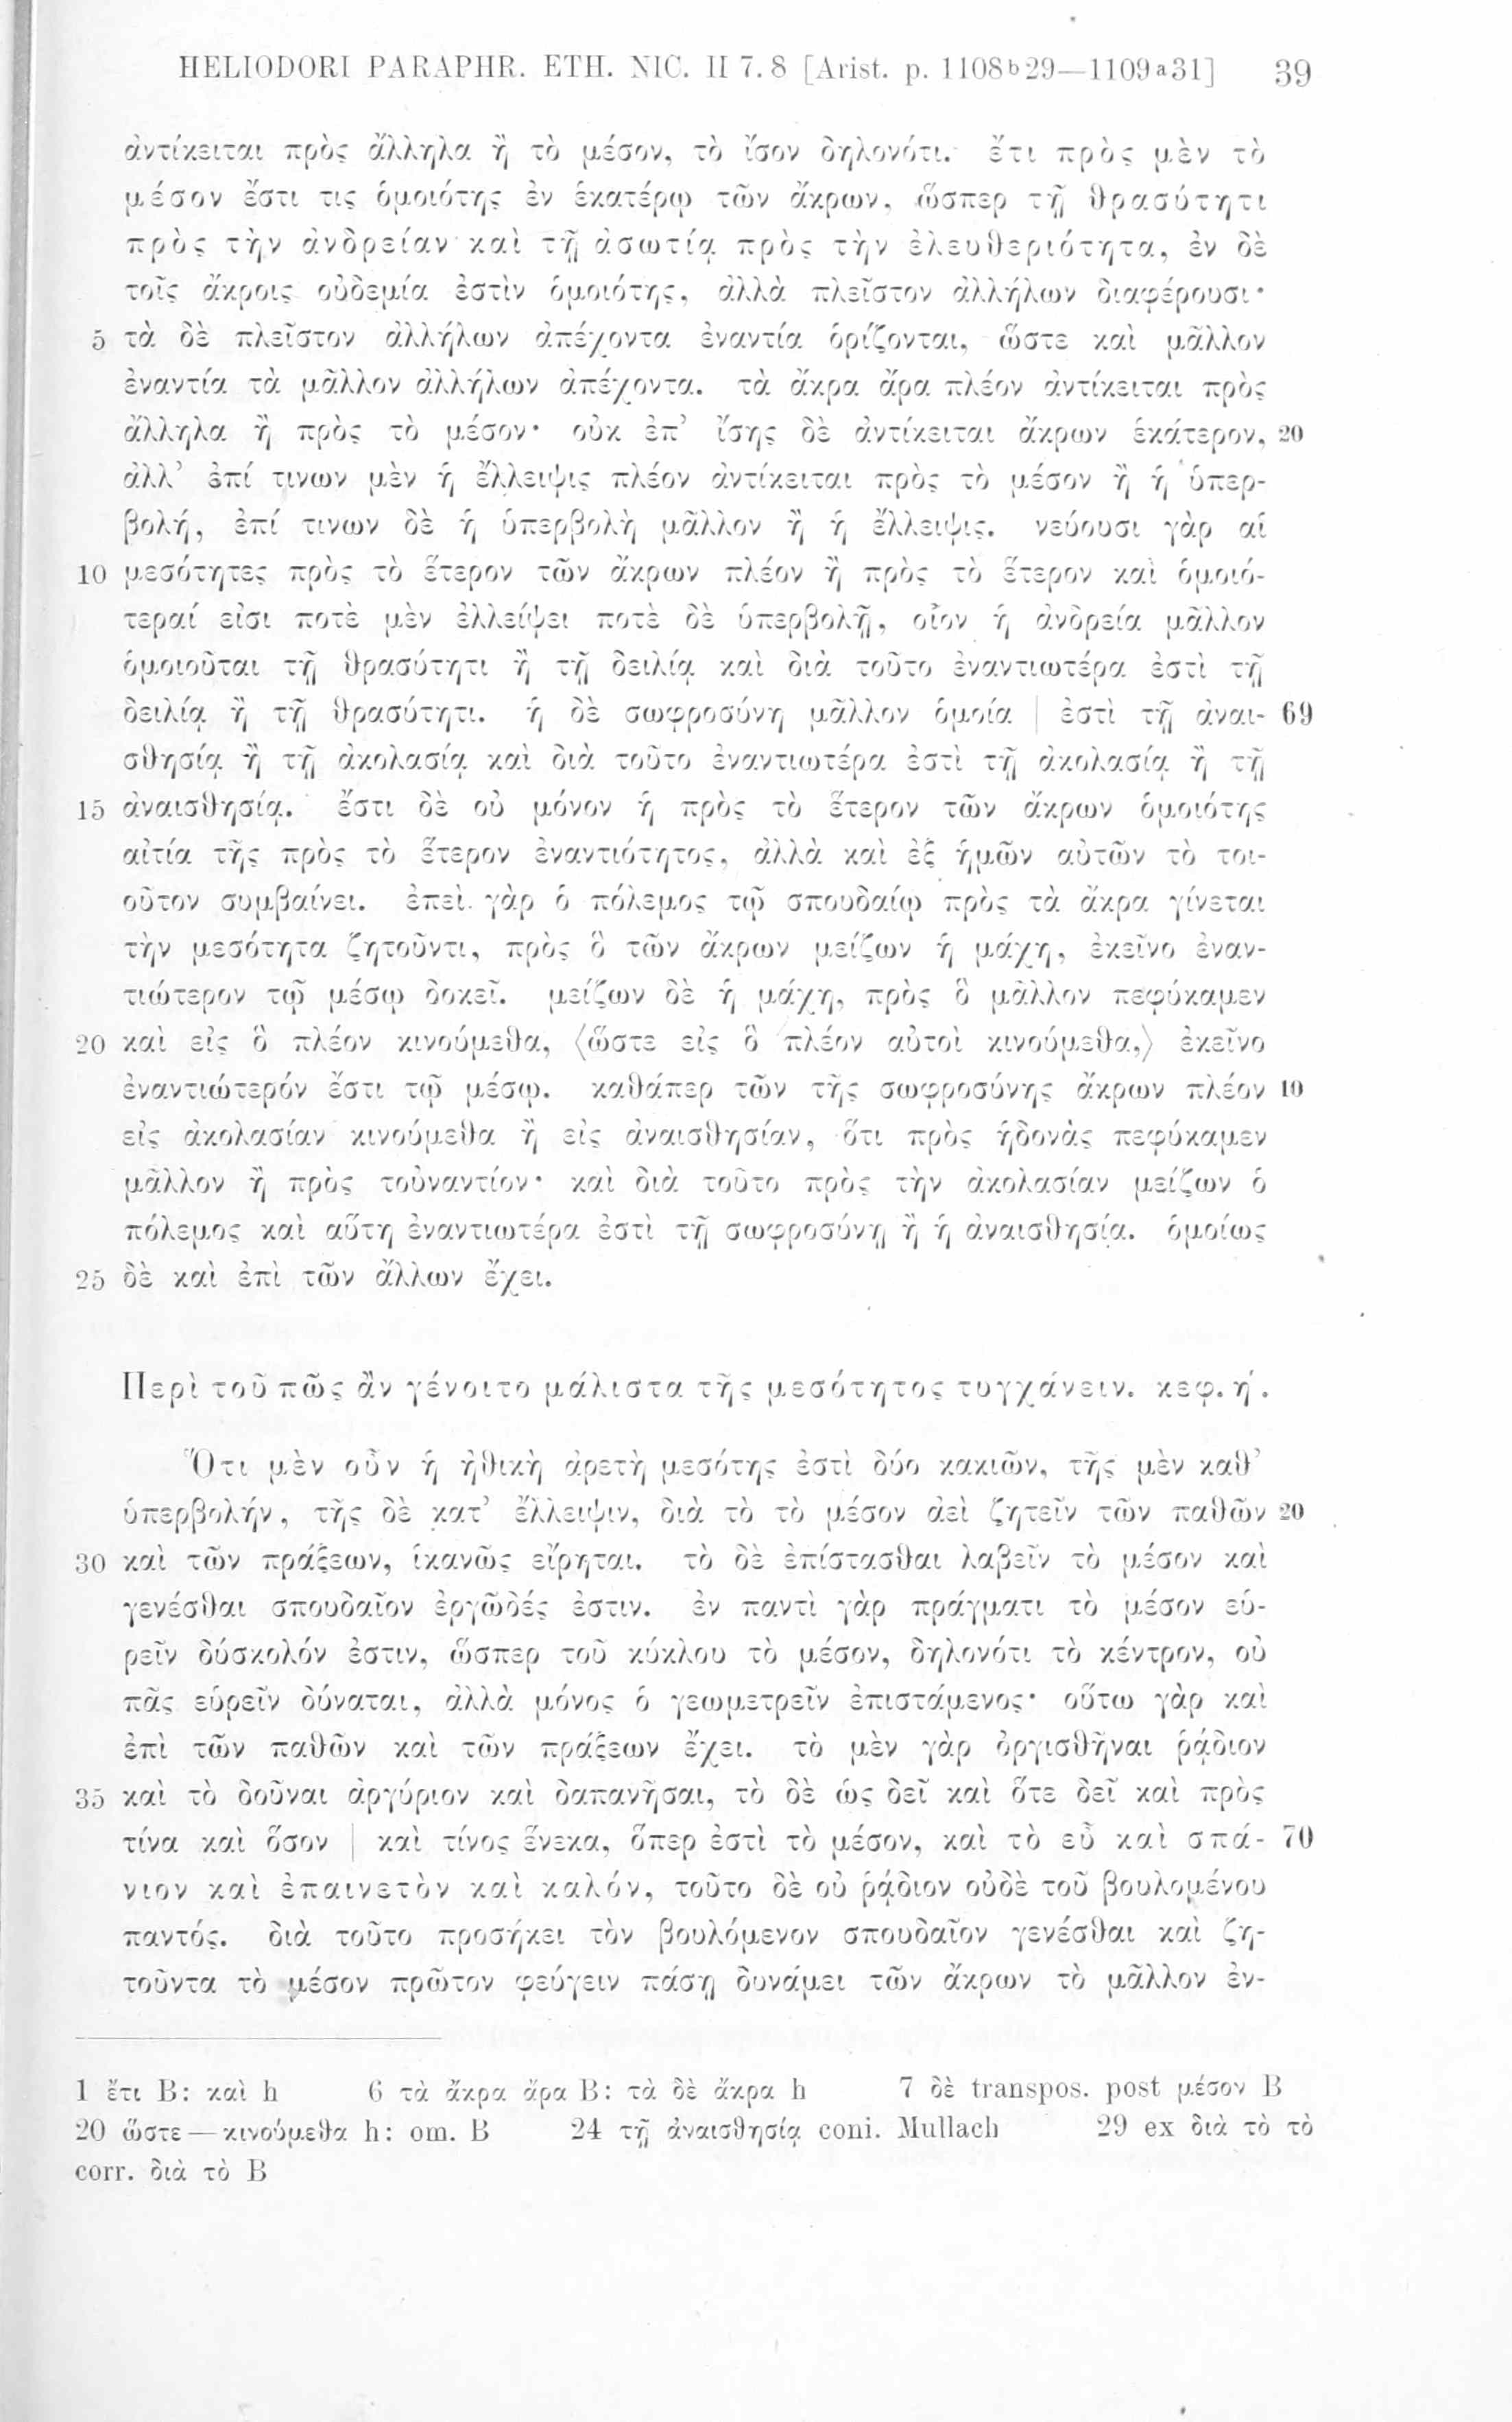 HELIODORI PARAPHR. ETH. NIC. II 7. 8 [Arist. p. 1108b29—1109a31] 39
ἀντίκειται πρὸς ἄλληλα ἢ τὸ μέσον, τὸ ἴσον δηλονότι. ἔτι πρὸς μὲν τὸ
μέσον ἔστι τις ὁμοιότης ἐν ἑκατέρῳ τῶν ἄκρων, ὥσπερ τῇ θρασύτητι
πρὸς τὴν ἀνδρείαν καὶ τῇ ἀσωτίᾳ πρὸς τὴν ἐλευθεριότητα, ἐν δὲ
τοῖς ἄκροις οὐδεμία ἐστὶν ὁμοιότης, ἀλλὰ πλεῖστον ἀλλήλων διαφέρουσι·
5 τὰ δὲ πλεῖστον ἀλλήλων ἀπέχοντα ἐναντία ὁρίζονται, ὥστε καὶ μᾶλλον
ἐναντία τὰ μᾶλλον ἀλλήλων ἀπέχοντα. τὰ ἄκρα ἄρα πλέον ἀντίκειται πρὸς
ἄλληλα ἢ πρὸς τὸ μέσον· οὐκ ἐπ’ ἴσης δὲ ἀντίκειται ἄκρων ἑκάτερον, 20
ἀλλ’ ἐπί τινων μὲν ἡ ἔλλειψις πλέον ἀντίκειται πρὸς τὸ μέσον ἢ ἡ ὑπερ-
βολή, ἐπί τινων δὲ ἡ ὑπερβολὴ μᾶλλον ἢ ἡ ἔλλειψις. νεύουσι γὰρ αἱ
10 μεσότητες πρὸς τὸ ἕτερον τῶν ἄκρων πλέον ἢ πρὸς τὸ ἕτερον καὶ ὁμοιό-
τεραί εἰσι ποτὲ μὲν ἐλλείψει ποτὲ δὲ ὑπερβολῇ, οἷον ἡ ἀνδρεία μᾶλλον
ὁμοιοῦται τῇ θρασύτητι ἢ τῇ δειλίᾳ καὶ διὰ τοῦτο ἐναντιωτέρα ἐστὶ τῇ
δειλίᾳ ἢ τῇ θρασύτητι. ἡ δὲ σωφροσύνη μᾶλλον ὁμοία | ἐστὶ τῇ ἀναι- 69
σθησίᾳ ἢ τῇ ἀκολασίᾳ καὶ διὰ τοῦτο ἐναντιωτέρα ἐστὶ τῇ ἀκολασίᾳ ἢ τῇ
15 ἀναισθησίᾳ. ἔστι δὲ οὐ μόνον ἡ πρὸς τὸ ἕτερον τῶν ἄκρων ὁμοιότης
αἰτία τῆς πρὸς τὸ ἕτερον ἐναντιότητος, ἀλλὰ καὶ ἐξ ἡμῶν αὐτῶν τὸ τοι-
οῦτον συμβαίνει. ἐπεὶ γὰρ ὁ πόλεμος τῷ σπουδαίῳ πρὸς τὰ ἄκρα γίνεται
τὴν μεσότητα ζητοῦντι, πρὸς ὃ τῶν ἄκρων μείζων ἡ μάχη, ἐκεῖνο ἐναν-
τιώτερον τῷ μέσῳ δοκεῖ. μείζων δὲ ἡ μάχη, πρὸς ὃ μᾶλλον πεφύκαμεν
20 καὶ εἰς ὃ πλέον κινούμεθα, ⟨ὥστε εἰς ὃ πλέον αὐτοὶ κινούμεθα,⟩ ἐκεῖνο
ἐναντιώτερόν ἐστι τῷ μέσῳ. καθάπερ τῶν τῆς σωφροσύνης ἄκρων πλέον 10
εἰς ἀκολασίαν κινούμεθα ἢ εἰς ἀναισθησίαν, ὅτι πρὸς ἡδονὰς πεφύκαμεν
μᾶλλον ἢ πρὸς τοὐναντίον· καὶ διὰ τοῦτο πρὸς τὴν ἀκολασίαν μείζων ὁ
πόλεμος καὶ αὕτη ἐναντιωτέρα ἐστὶ τῇ σωφροσύνῃ ἢ ἡ ἀναισθησία. ὁμοίως
25 δὲ καὶ ἐπὶ τῶν ἄλλων ἔχει.
Περὶ τοῦ πῶς ἂν γένοιτο μάλιστα τῆς μεσότητος τυγχάνειν. κεφ. η΄.
Ὅτι μὲν οὖν ἡ ἠθικὴ ἀρετὴ μεσότης ἐστὶ δύο κακιῶν, τῆς μὲν καθ’
ὑπερβολήν, τῆς δὲ κατ’ ἔλλειψιν, διὰ τὸ τὸ μέσον ἀεὶ ζητεῖν τῶν παθῶν 20
30 καὶ τῶν πράξεων, ἱκανῶς εἴρηται. τὸ δὲ ἐπίστασθαι λαβεῖν τὸ μέσον καὶ
γενέσθαι σπουδαῖον ἐργῶδές ἐστιν. ἐν παντὶ γὰρ πράγματι τὸ μέσον εὑ-
ρεῖν δύσκολόν ἐστιν, ὥσπερ τοῦ κύκλου τὸ μέσον, δηλονότι τὸ κέντρον, οὐ
πᾶς εὑρεῖν δύναται, ἀλλὰ μόνος ὁ γεωμετρεῖν ἐπιστάμενος· οὕτω γὰρ καὶ
ἐπὶ τῶν παθῶν καὶ τῶν πράξεων ἔχει. τὸ μὲν γὰρ ὀργισθῆναι ῥᾴδιον
35 καὶ τὸ δοῦναι ἀργύριον καὶ δαπανῆσαι, τὸ δὲ ὡς δεῖ καὶ ὅτε δεῖ καὶ πρὸς
τίνα καὶ ὅσον | καὶ τίνος ἕνεκα, ὅπερ ἐστὶ τὸ μέσον, καὶ τὸ εὖ καὶ σπά- 70
νιον καὶ ἐπαινετὸν καὶ καλόν, τοῦτο δὲ οὐ ῥᾴδιον οὐδὲ τοῦ βουλομένου
παντός. διὰ τοῦτο προσήκει τὸν βουλόμενον σπουδαῖον γενέσθαι καὶ ζη-
τοῦντα τὸ μέσον πρῶτον φεύγειν πάσῃ δυνάμει τῶν ἄκρων τὸ μᾶλλον ἐν-
1 ἔτι B: καὶ h 6 τὰ ἄκρα ἄρα B: τὰ δὲ ἄκρα h 7 δὲ transpos. post μέσον B
20 ὥστε — κινούμεθα h: om. B 24 τῇ ἀναισθησίᾳ coni. Mullach 29 ex διὰ τὸ τὸ
corr. διὰ τὸ B